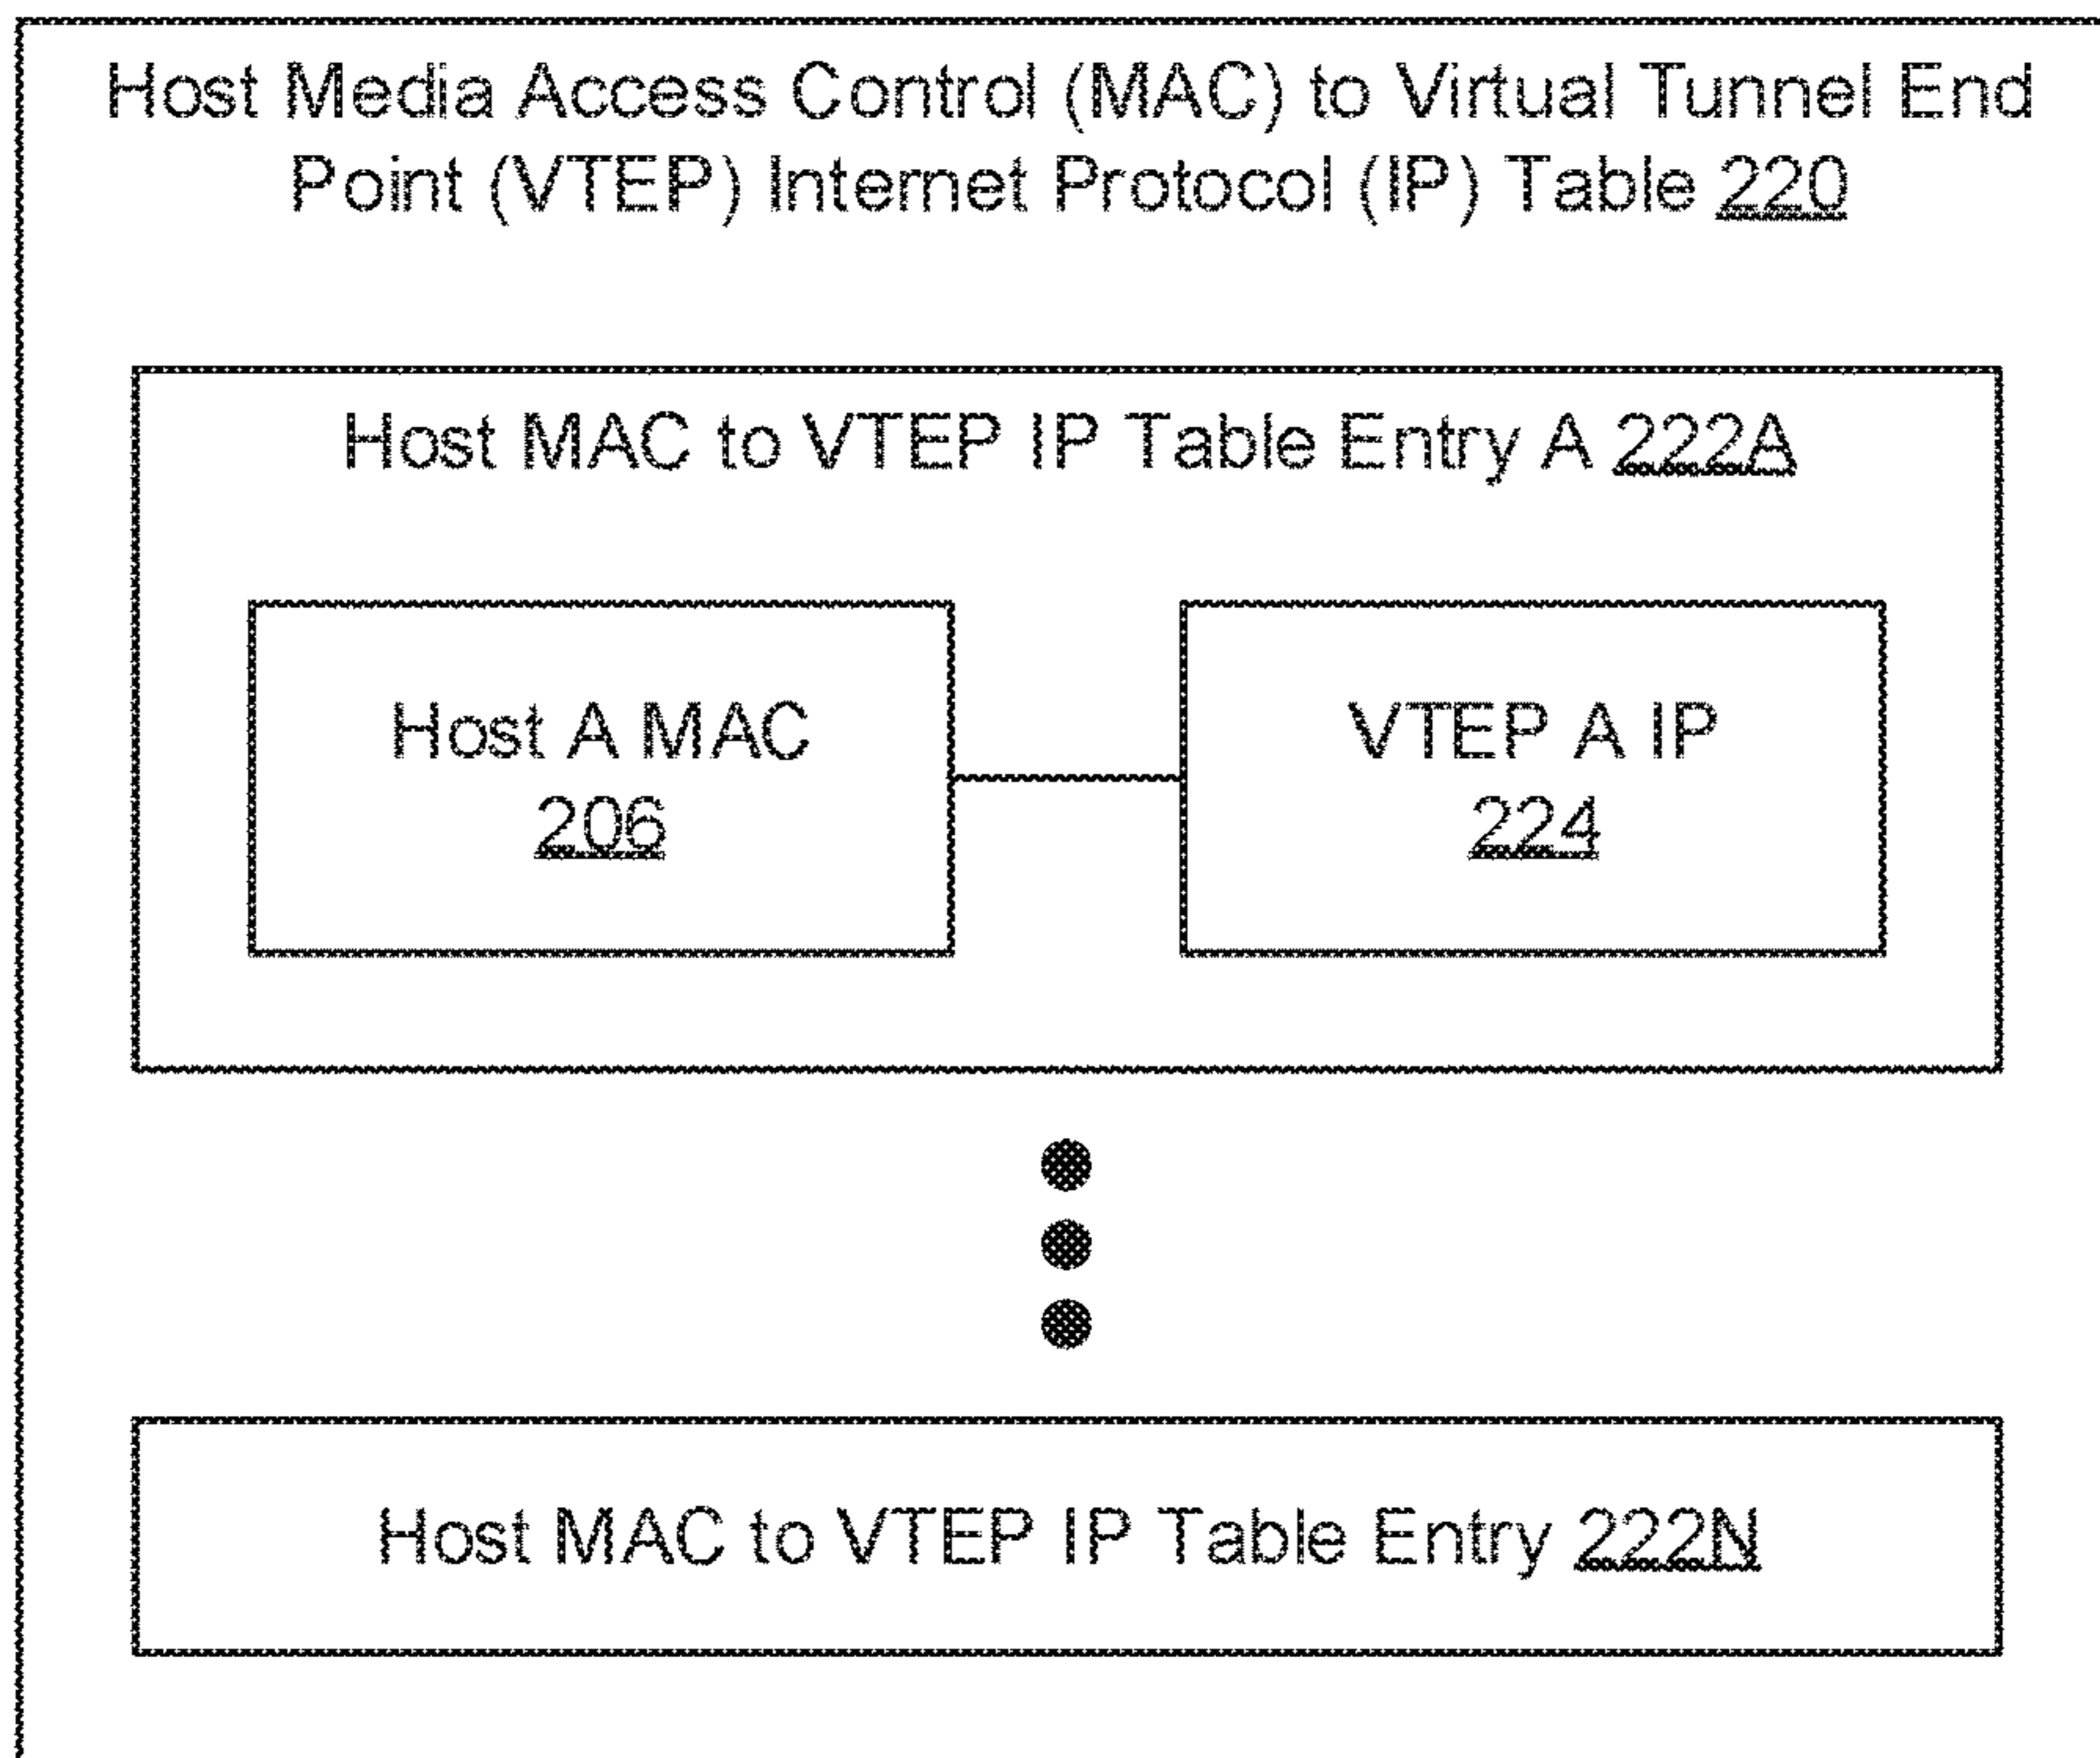 Host Media Access Control (MAC) to Virtual Tunnel End
Point (VTEP) Internet Protocol (IP) Table 220
Host MAC to VTEP IP Table Entry A 222A
Host A MAC
206
VTEP A IP
224
Host MAC to VTEP IP Table Entry 222N